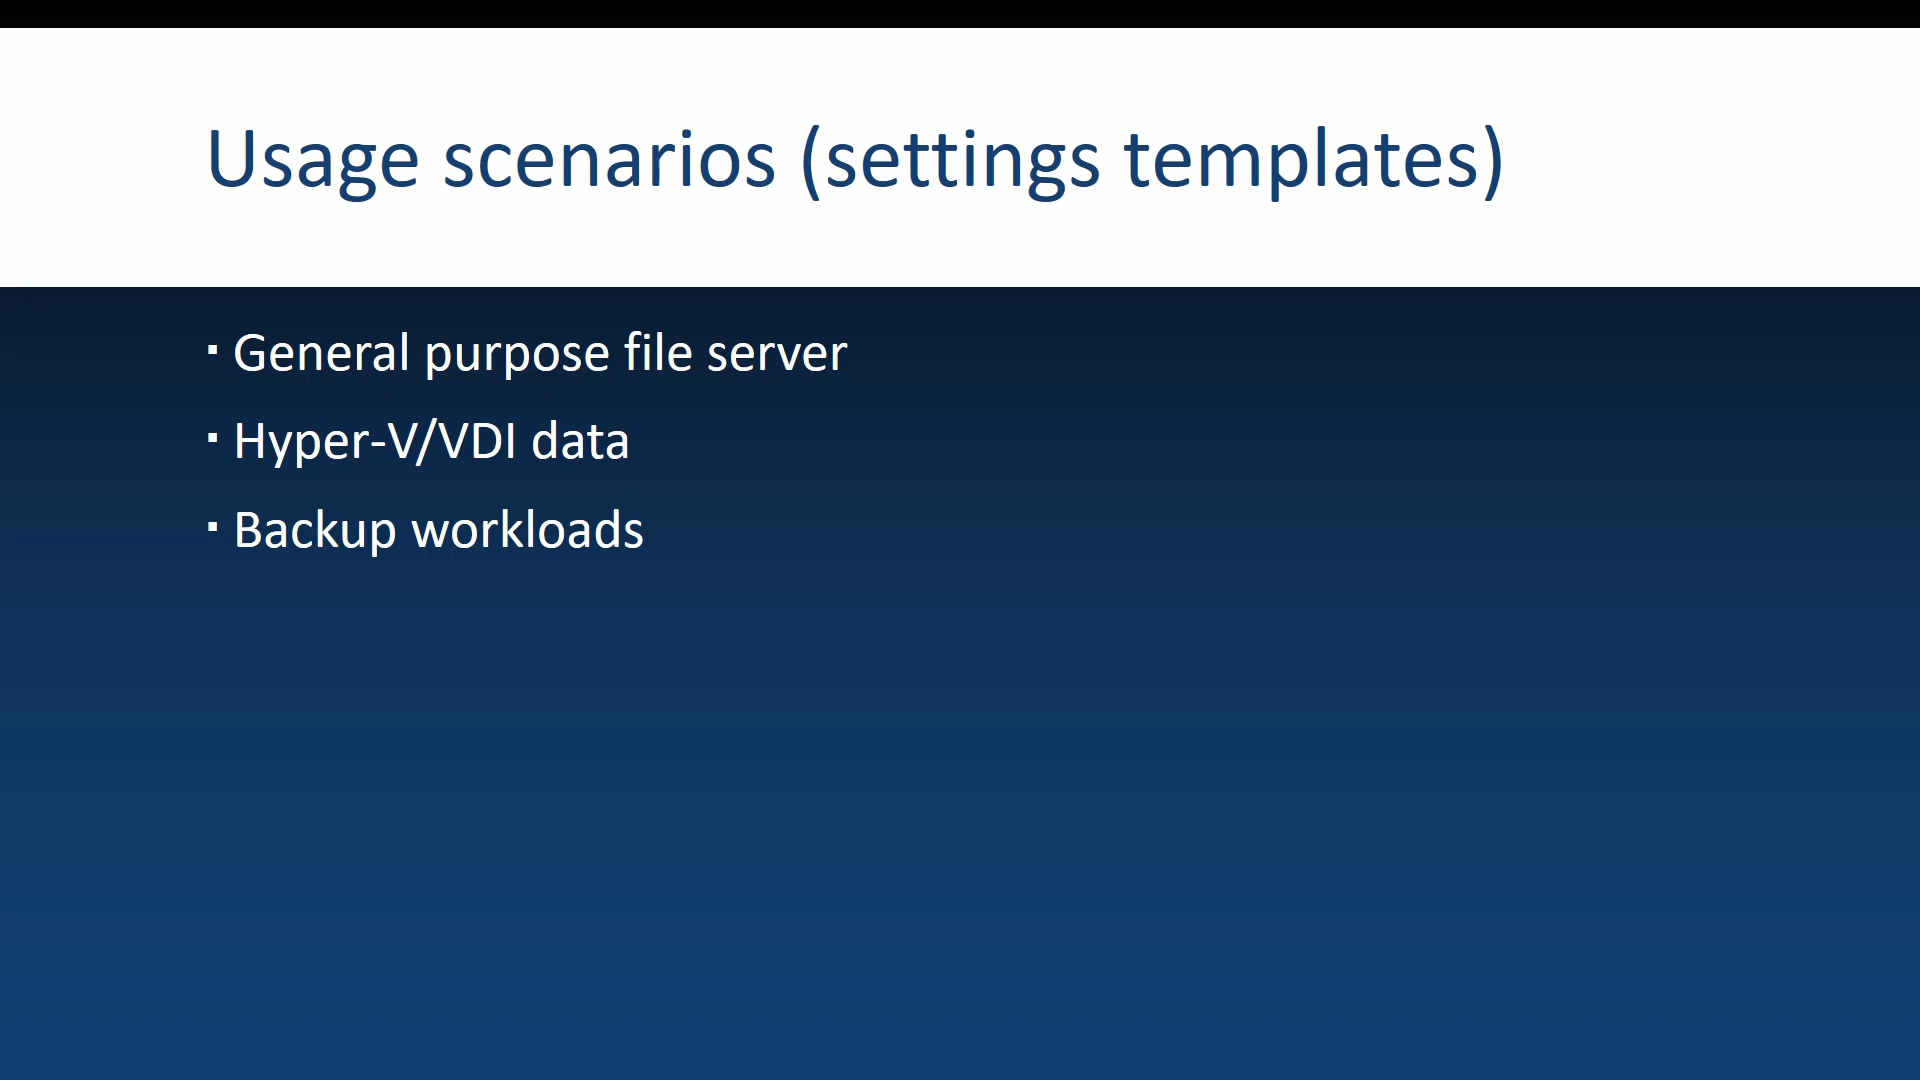 Usage scenarios (settings templates)
▪ General purpose file server
▪ Hyper-V/VDI data
▪ Backup workloads